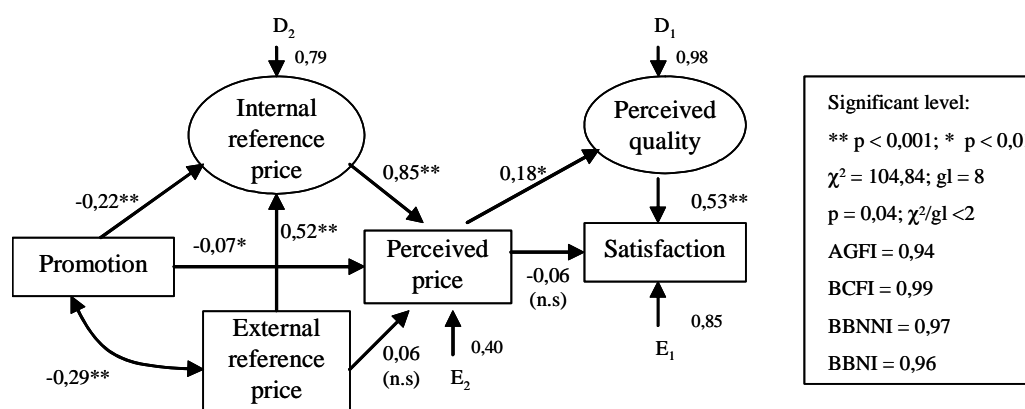 D2
0,79
D1
0,98
Internal
reference
price
Perceived
quality
-0,22**
0,85**
0,18*
0,53**
-0,07*
0,52**
Promotion
Perceived
price
-0,06
(n.s)
Satisfaction
External
reference
price
-0,29**
0,06
(n.s)
0,40
E2
0,85
E1
Significant level:
** p < 0,001; * p < 0,0
χ² = 104,84; gl = 8
p = 0,04; χ²/gl <2
AGFI = 0,94
BCFI = 0,99
BBNNI = 0,97
BBNI = 0,96